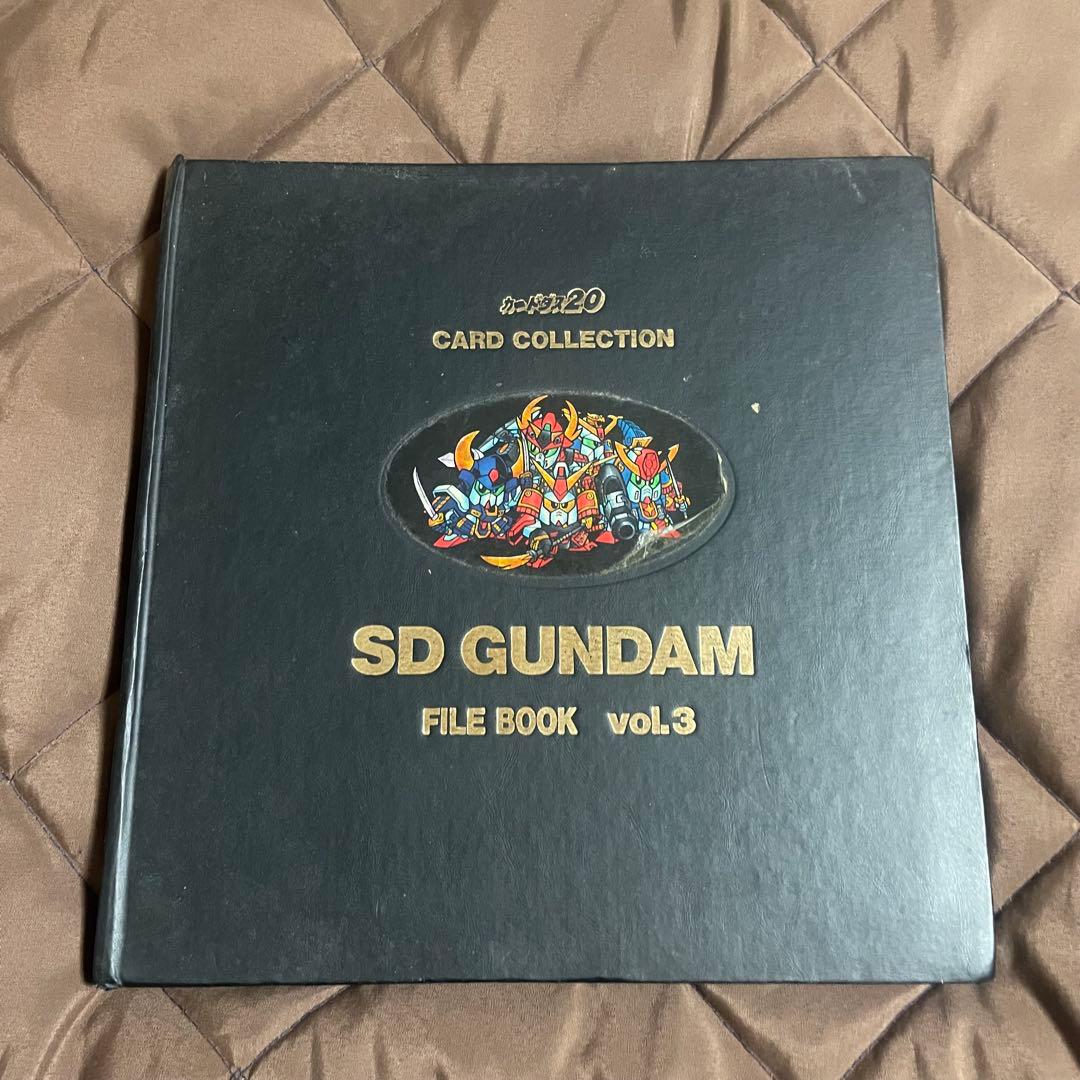 カードダス20
CARD COLLECTION
SD GUNDAM
FILE BOOK vol.3